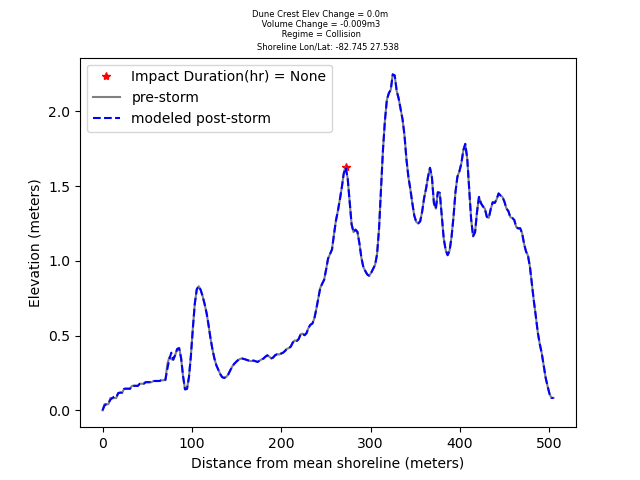 Dune Crest Elev Change = 0.0m
Volume Change = -0.009m3
Regime = Collision
Shoreline Lon/Lat: -82.745 27.538
Impact Duration(hr) = None
pre-storm
modeled post-storm
Elevation (meters)
2.0
1.5
1.0
0.5
0.0
0 100 200 300 400 500
Distance from mean shoreline (meters)